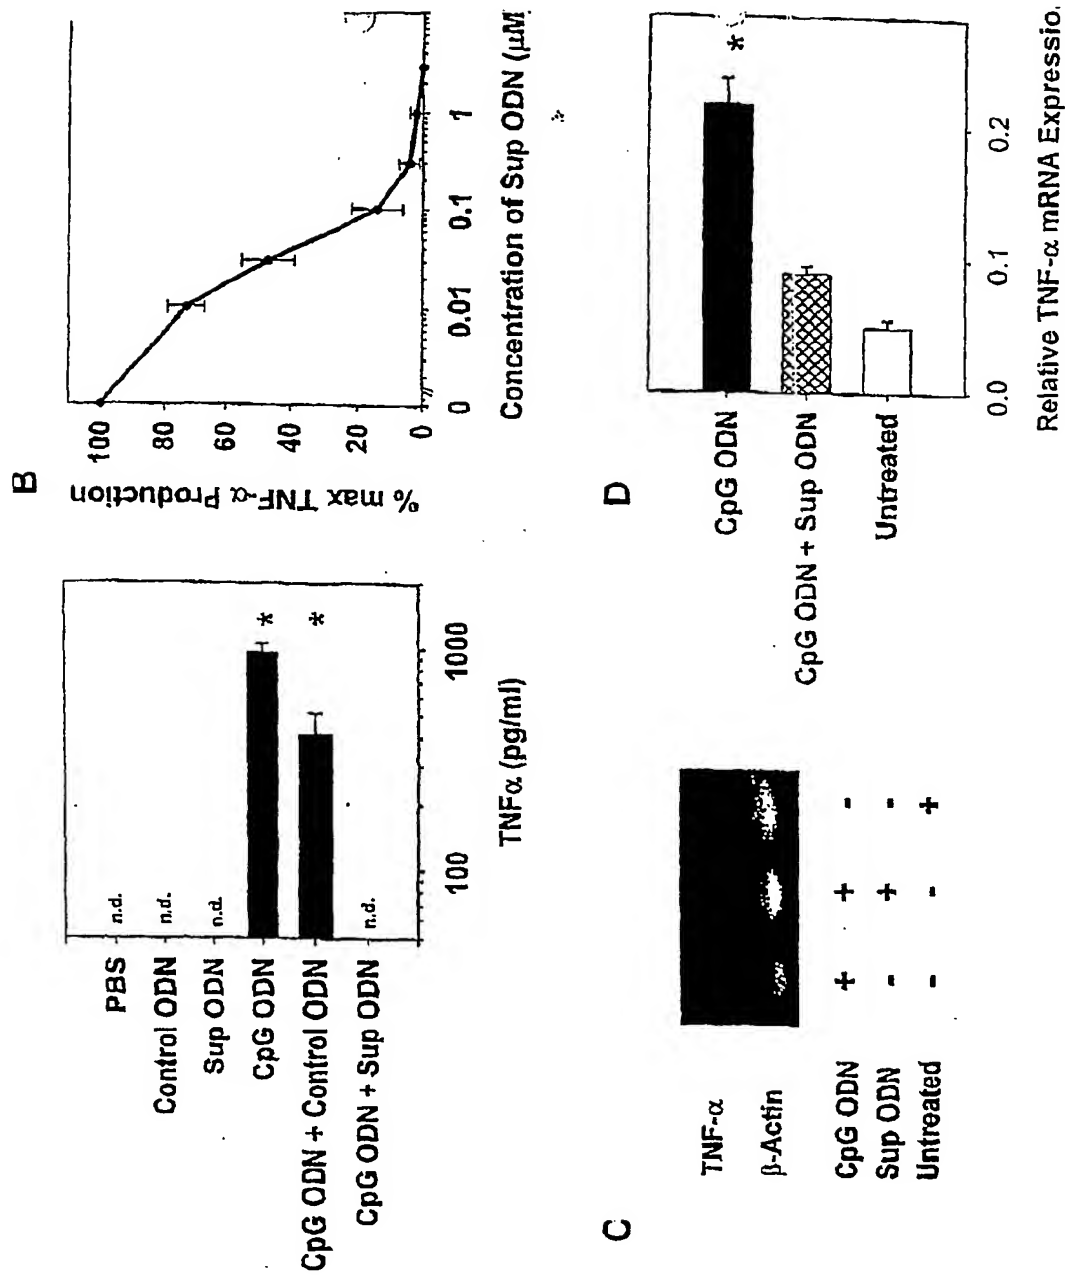 PBS
n.d.
Control ODN
n.d.
Sup ODN
n.d.
CpG ODN
*
CpG ODN + Control ODN
*
CpG ODN + Sup ODN
n.d.
100
1000
TNFα (pg/ml)
B
% max TNF-α Production
100
80
60
40
20
0
0
0.01
0.1
1
Concentration of Sup ODN (µM
C
TNF-α
β-Actin
CpG ODN + + -
Sup ODN - + -
Untreated - - +
D
CpG ODN
*
CpG ODN + Sup ODN
Untreated
0.0
0.1
0.2
Relative TNF-α mRNA Expressio